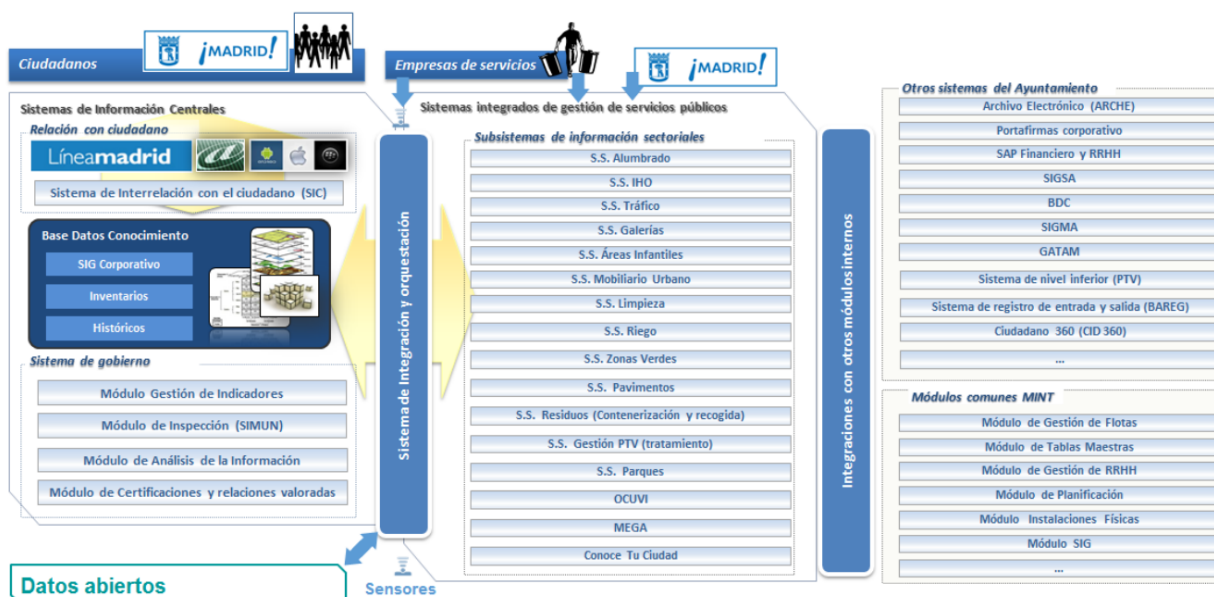 Ciudadanos
¡MADRID!
Empresas de servicios
¡MADRID!
Sistemas de Información Centrales
Relación con ciudadano
Líneamadrid
Sistema de Interrelación con el ciudadano (SIC)
Base Datos Conocimiento
SIG Corporativo
Inventarios
Históricos
Sistema de gobierno
Módulo Gestión de Indicadores
Módulo de Inspección (SIMUN)
Módulo de Análisis de la Información
Módulo de Certificaciones y relaciones valoradas
Datos abiertos
Sistema de Integración y orquestación
Sensores
Sistemas integrados de gestión de servicios públicos
Subsistemas de información sectoriales
S.S. Alumbrado
S.S. IHO
S.S. Tráfico
S.S. Galerías
S.S. Áreas Infantiles
S.S. Mobiliario Urbano
S.S. Limpieza
S.S. Riego
S.S. Zonas Verdes
S.S. Pavimentos
S.S. Residuos (Contenerización y recogida)
S.S. Gestión PTV (tratamiento)
S.S. Parques
OCUVI
MEGA
Conoce Tu Ciudad
Integraciones con otros módulos internos
Otros sistemas del Ayuntamiento
Archivo Electrónico (ARCHE)
Portafirmas corporativo
SAP Financiero y RRHH
SIGSA
BDC
SIGMA
GATAM
Sistema de nivel inferior (PTV)
Sistema de registro de entrada y salida (BAREG)
Ciudadano 360 (CID 360)
...
Módulos comunes MINT
Módulo de Gestión de Flotas
Módulo de Tablas Maestras
Módulo de Gestión de RRHH
Módulo de Planificación
Módulo Instalaciones Físicas
Módulo SIG
...